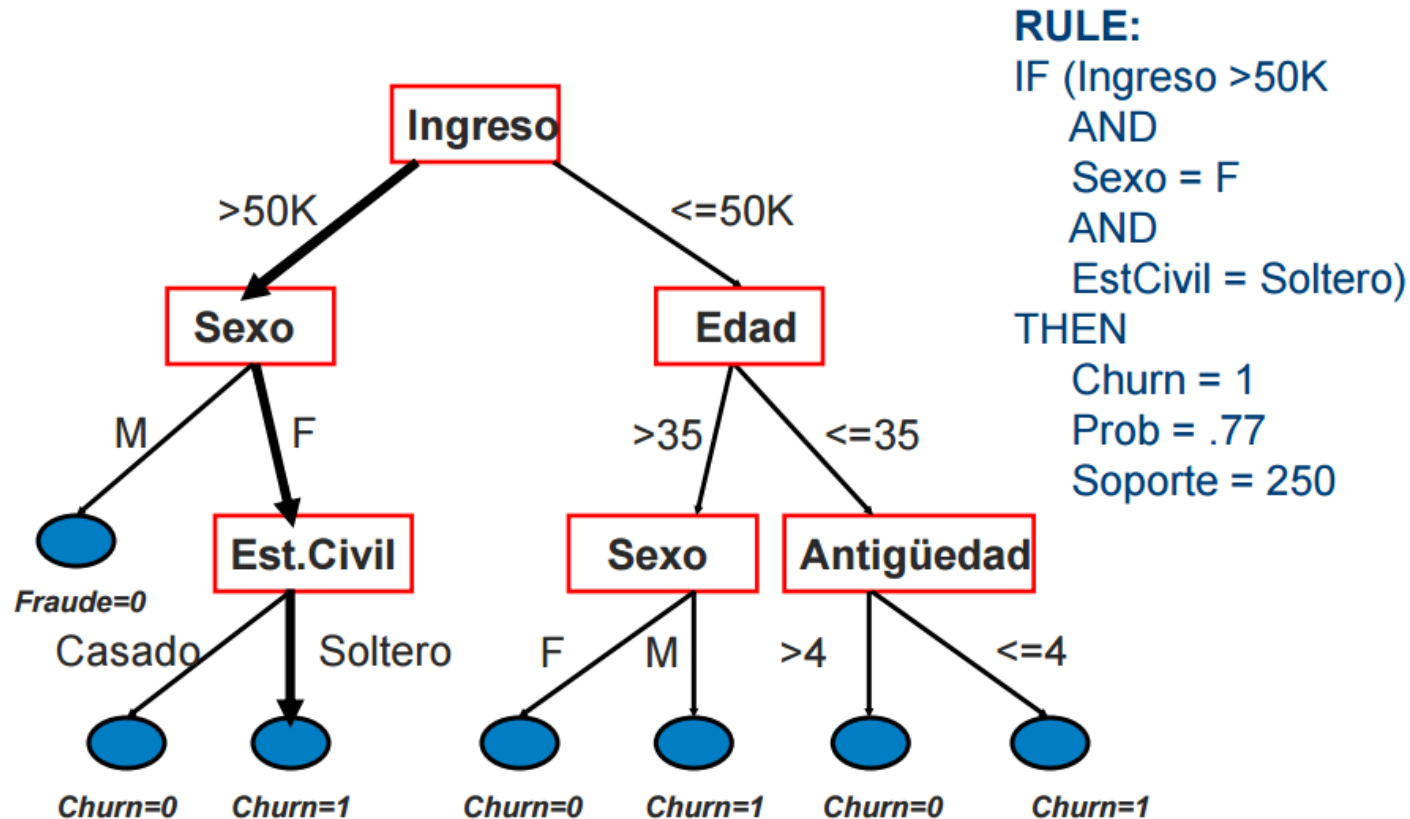 RULE:
IF (Ingreso >50K
AND
Sexo = F
AND
EstCivil = Soltero)
THEN
Churn = 1
Prob = .77
Soporte = 250
Ingreso
>50K
<=50K
Sexo
Edad
M
F
>35
<=35
Est.Civil
Sexo
Antigüedad
Fraude=0
Casado
Soltero
F
M
>4
<=4
Churn=0
Churn=1
Churn=0
Churn=1
Churn=0
Churn=1